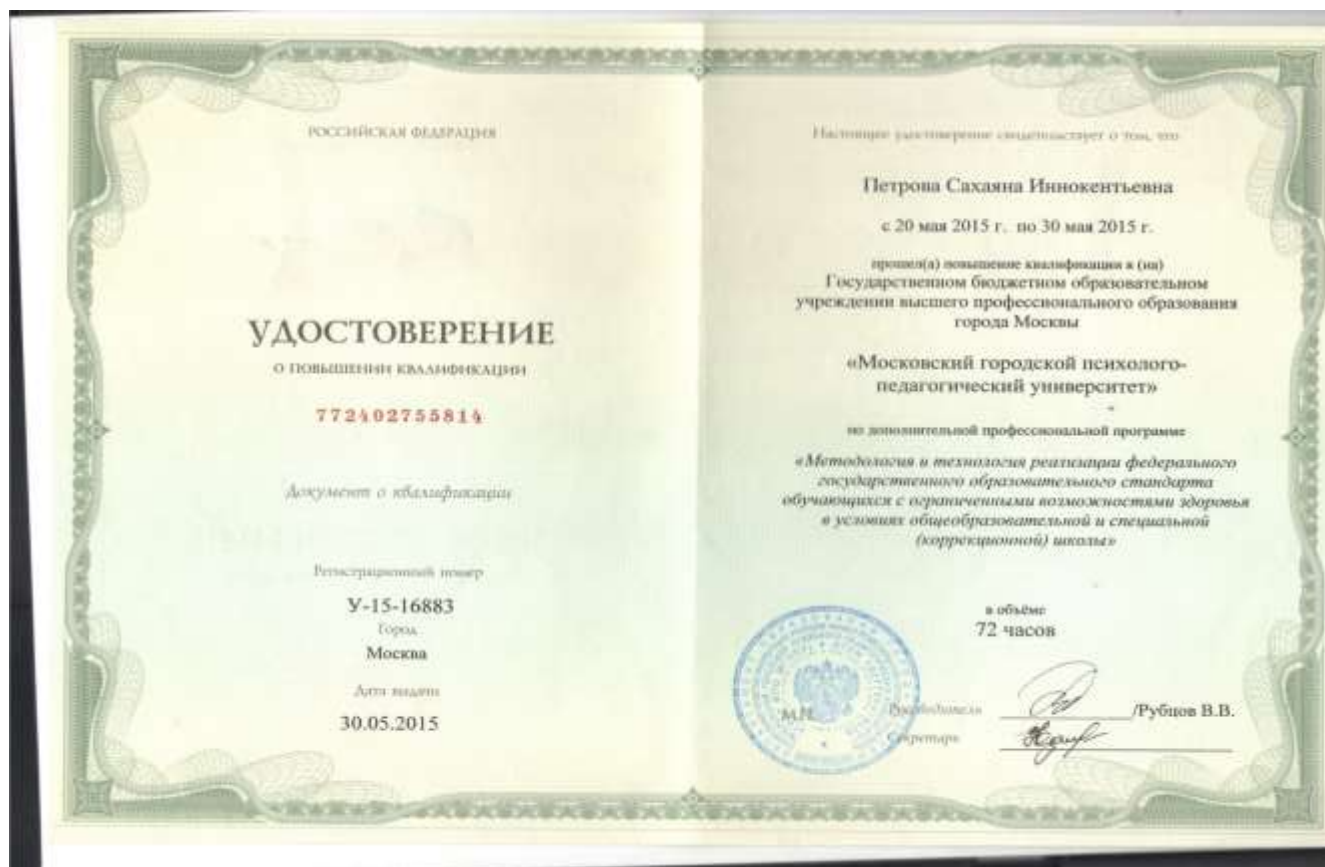 РОССИЙСКАЯ ФЕДЕРАЦИЯ
УДОСТОВЕРЕНИЕ
О ПОВЫШЕНИИ КВАЛИФИКАЦИИ
772402755814
Документ о квалификации
Регистрационный номер
У-15-16883
Город
Москва
Дата выдачи
30.05.2015
Настоящее удостоверение свидетельствует о том, что
Петрова Сахаяна Иннокентьевна
с 20 мая 2015 г. по 30 мая 2015 г.
прошел(а) повышение квалификации в (на)
Государственном бюджетном образовательном
учреждении высшего профессионального образования
города Москвы
«Московский городской психолого-
педагогический университет»
по дополнительной профессиональной программе
«Методология и технология реализации федерального
государственного образовательного стандарта
обучающихся с ограниченными возможностями здоровья
в условиях общеобразовательной и специальной
(коррекционной) школы»
в объёме
72 часов
М.П.
Руководитель /Рубцов В.В.
Секретарь